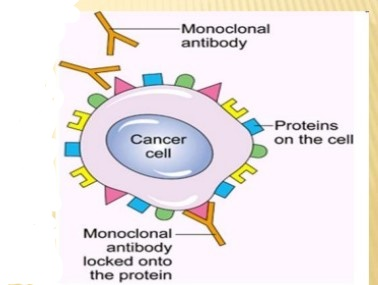 Monoclonal
antibody
Cancer
cell
Proteins
on the cell
Monoclonal
antibody
locked onto
the protein